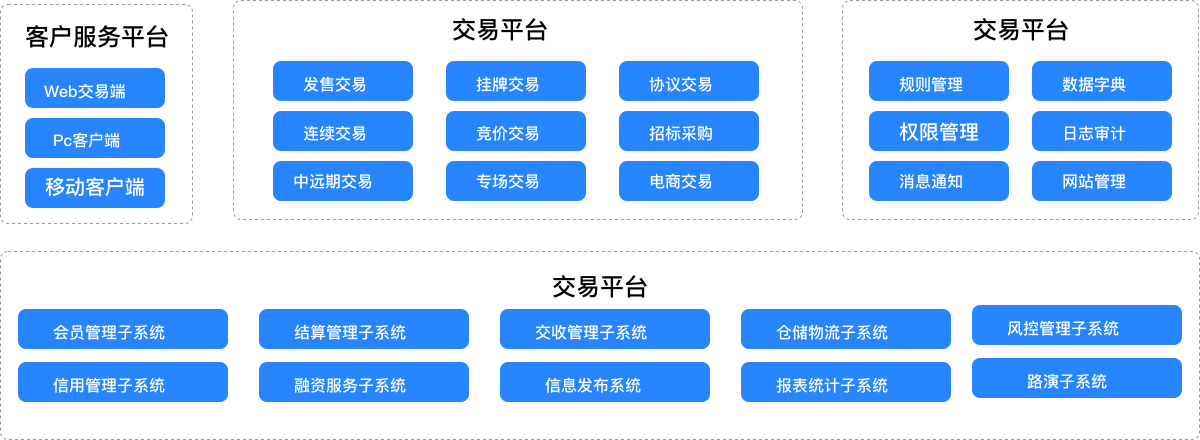 客户服务平台
Web交易端
Pc客户端
移动客户端
交易平台
发售交易 挂牌交易 协议交易
连续交易 竞价交易 招标采购
中远期交易 专场交易 电商交易
交易平台
规则管理 数据字典
权限管理 日志审计
消息通知 网站管理
交易平台
会员管理子系统 结算管理子系统 交收管理子系统 仓储物流子系统 风控管理子系统
信用管理子系统 融资服务子系统 信息发布系统 报表统计子系统 路演子系统